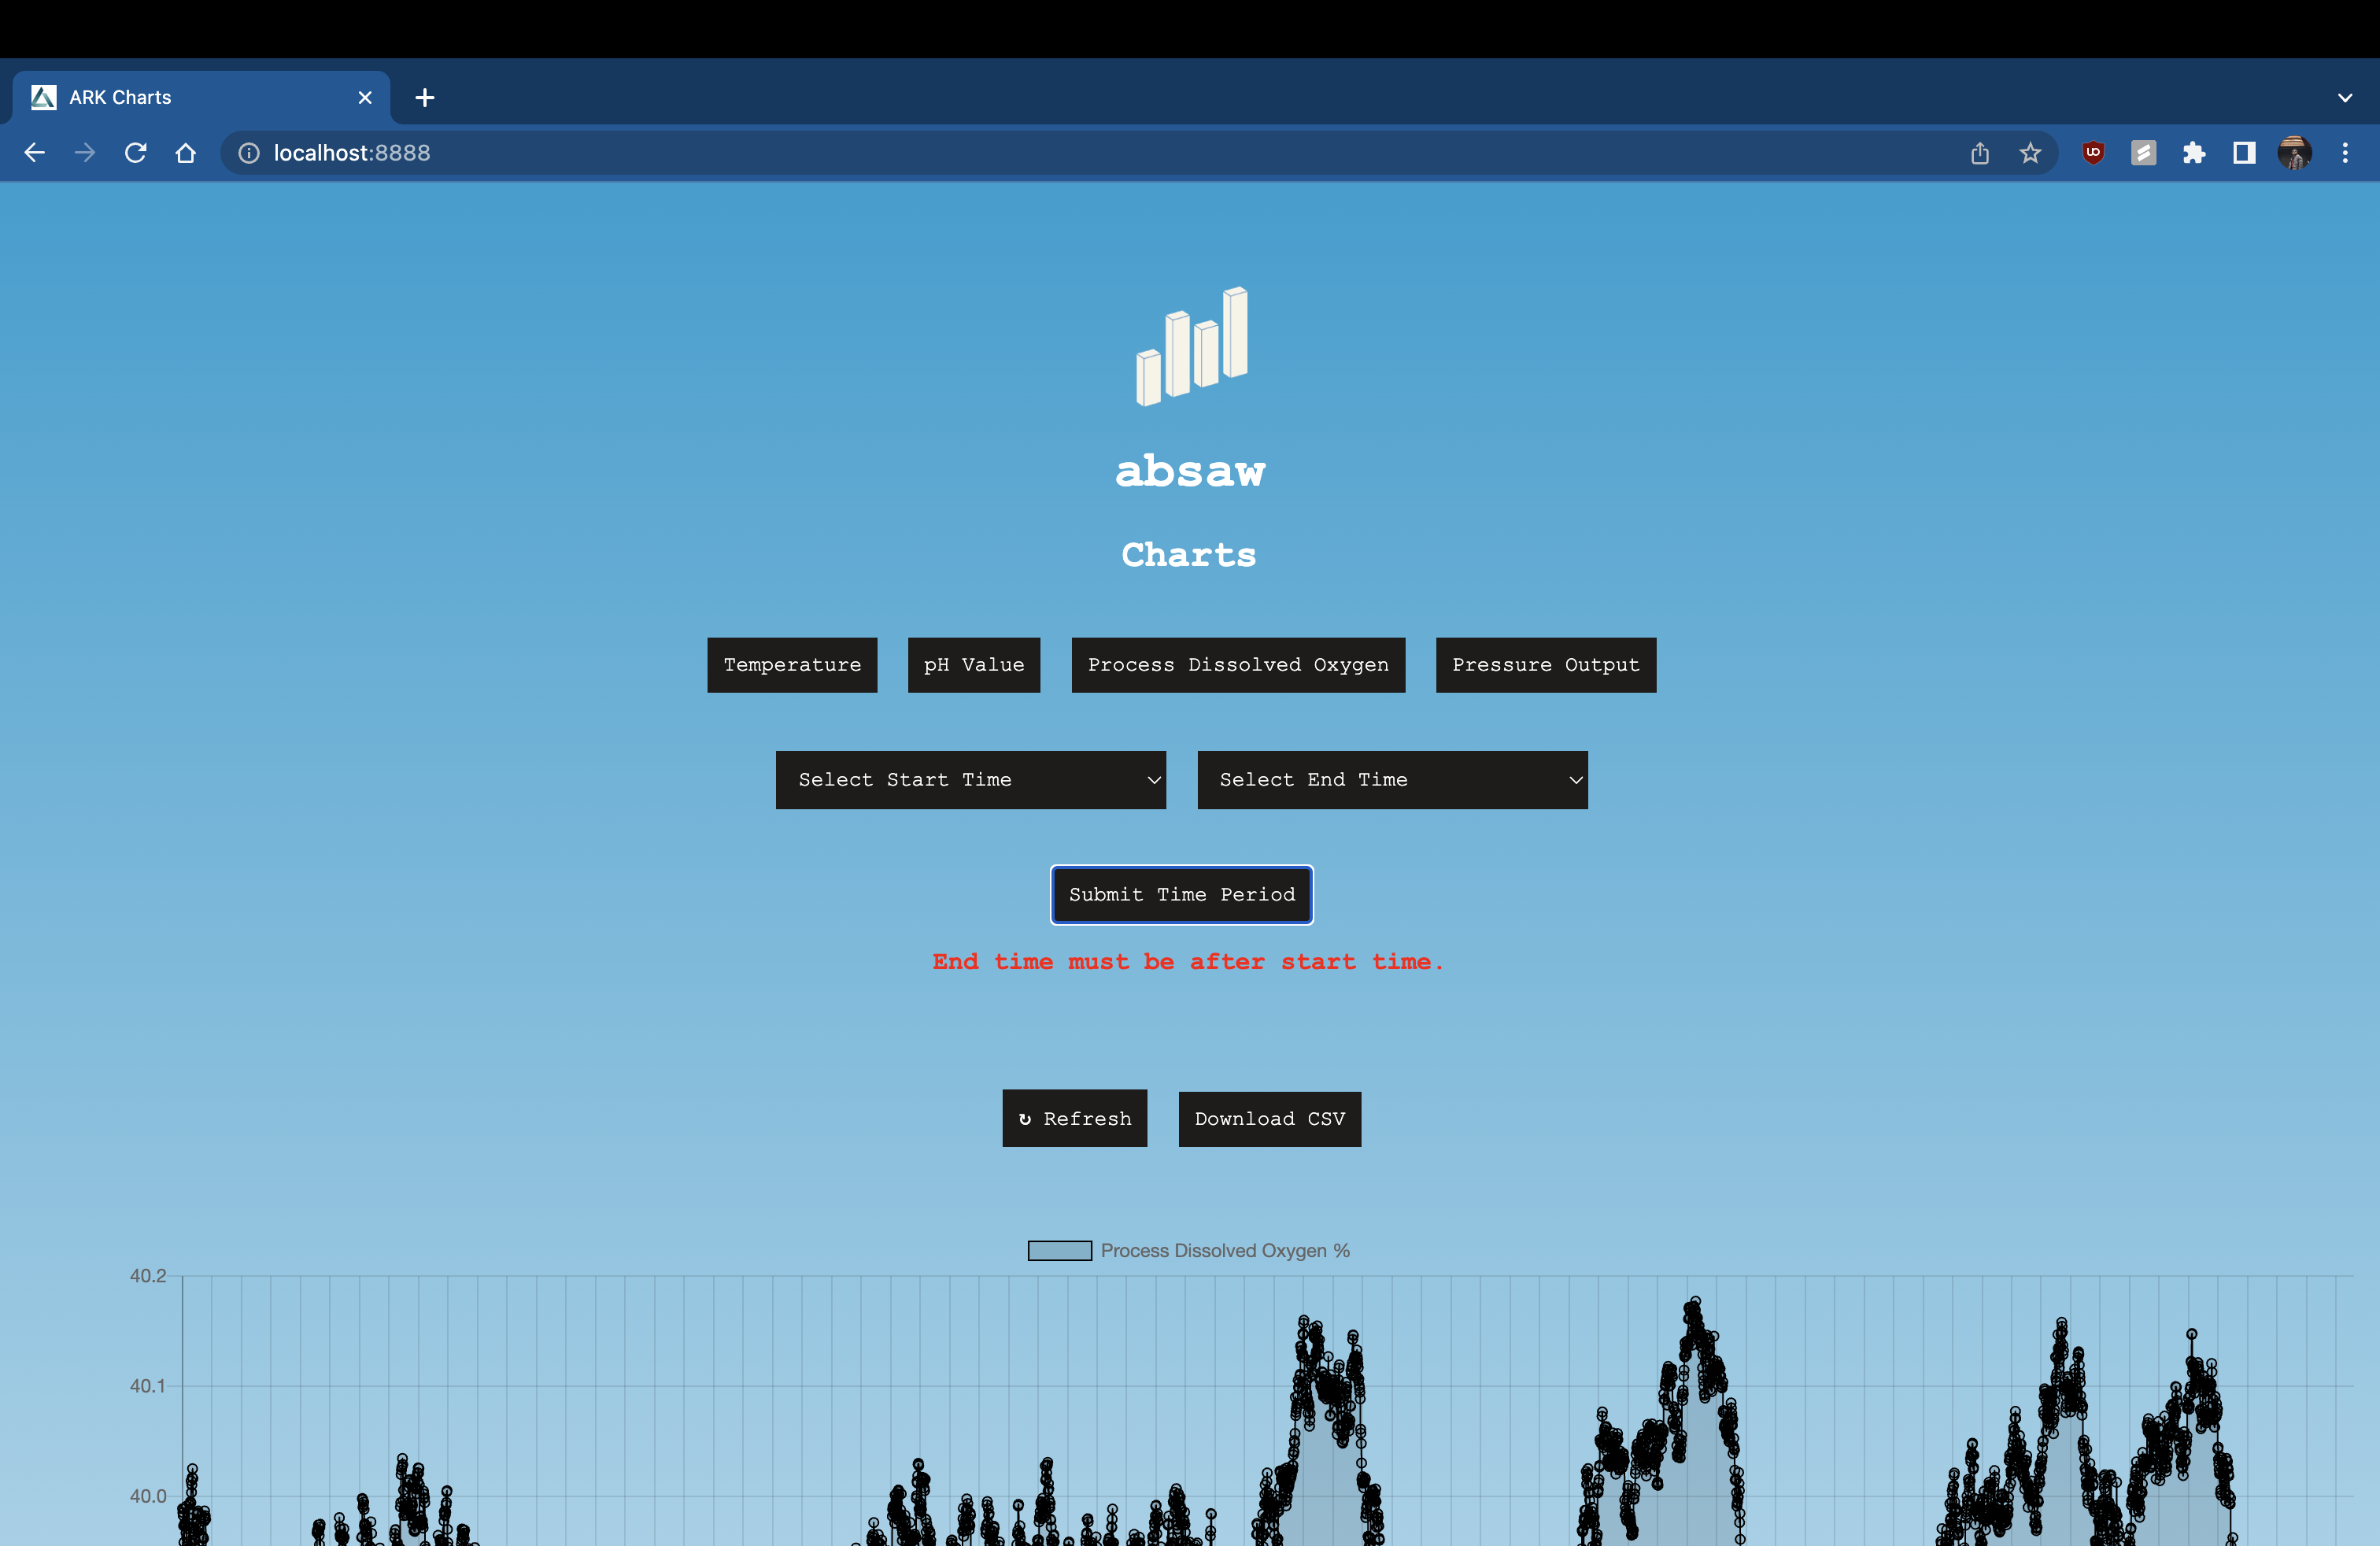 ARK Charts
localhost:8888
absaw
Charts
Temperature pH Value Process Dissolved Oxygen Pressure Output
Select Start Time Select End Time
Submit Time Period
End time must be after start time.
↻ Refresh Download CSV
Process Dissolved Oxygen %
40.2
40.1
40.0